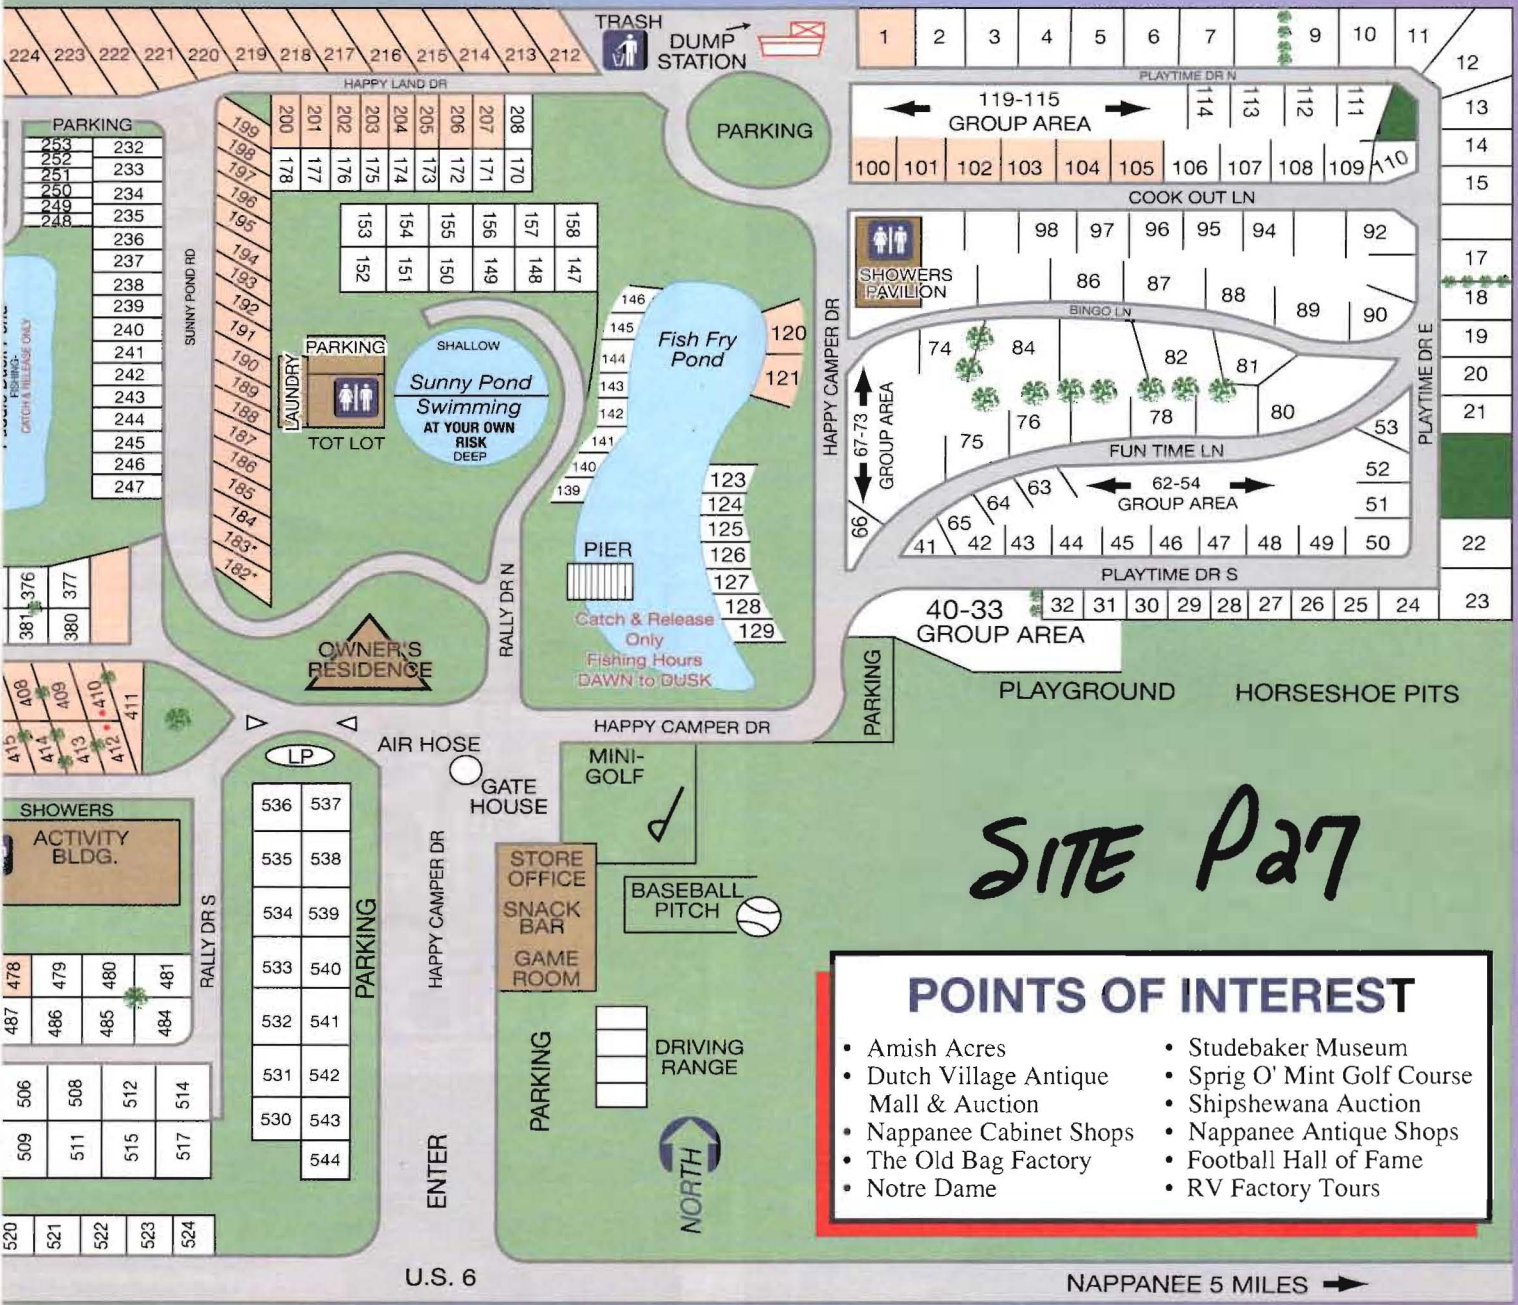 TRASH
DUMP
STATION
224 223 222 221 220 219 218 217 216 215 214 213 212
HAPPY LAND DR
1 2 3 4 5 6 7 9 10 11
12
PLAYTIME DR N
119-115
GROUP AREA
114 113 112 111
13
14
15
17
18
19
20
21
22
23
100 101 102 103 104 105 106 107 108 109 110
COOK OUT LN
PARKING
PARKING
253
252
251
250
249
248
232
233
234
235
236
237
238
239
240
241
242
243
244
245
246
247
SUNNY POND RD
FISHING-
CATCH & RELEASE ONLY
199
198
197
196
195
194
193
192
191
190
189
188
187
186
185
184
183*
182*
200 201 202 203 204 205 206 207 208
178 177 176 175 174 173 172 171 170
153 154 155 156 157 158
152 151 150 149 148 147
PARKING
LAUNDRY
TOT LOT
SHALLOW
Sunny Pond
Swimming
AT YOUR OWN
RISK
DEEP
146
145
144
143
142
141
140
139
Fish Fry
Pond
120
121
123
124
125
126
127
128
129
PIER
Catch & Release
Only
Fishing Hours
DAWN to DUSK
HAPPY CAMPER DR
SHOWERS
PAVILION
98 97 96 95 94 92
86 87 88 89 90
BINGO LN
PLAYTIME DR E
74 84 82 81
67-73
GROUP AREA
75 76 78 80
53
52
51
FUN TIME LN
62-54
GROUP AREA
66 65 64 63
41 42 43 44 45 46 47 48 49 50
PLAYTIME DR S
40-33
GROUP AREA
32 31 30 29 28 27 26 25 24
PARKING
PLAYGROUND
HORSESHOE PITS
376 377
381 380
OWNER'S
RESIDENCE
RALLY DR N
408 409 410 411
415 414 413 412
HAPPY CAMPER DR
LP
AIR HOSE
GATE
HOUSE
MINI-
GOLF
SHOWERS
ACTIVITY
BLDG.
RALLY DR S
536 537
535 538
534 539
533 540
532 541
531 542
530 543
544
PARKING
HAPPY CAMPER DR
STORE
OFFICE
SNACK
BAR
GAME
ROOM
BASEBALL
PITCH
SITE P27
478 479 480 481
487 486 485 484
506 508 512 514
509 511 515 517
520 521 522 523 524
ENTER
PARKING
DRIVING
RANGE
NORTH
POINTS OF INTEREST
• Amish Acres
• Dutch Village Antique
Mall & Auction
• Nappanee Cabinet Shops
• The Old Bag Factory
• Notre Dame
• Studebaker Museum
• Sprig O' Mint Golf Course
• Shipshewana Auction
• Nappanee Antique Shops
• Football Hall of Fame
• RV Factory Tours
U.S. 6
NAPPANEE 5 MILES